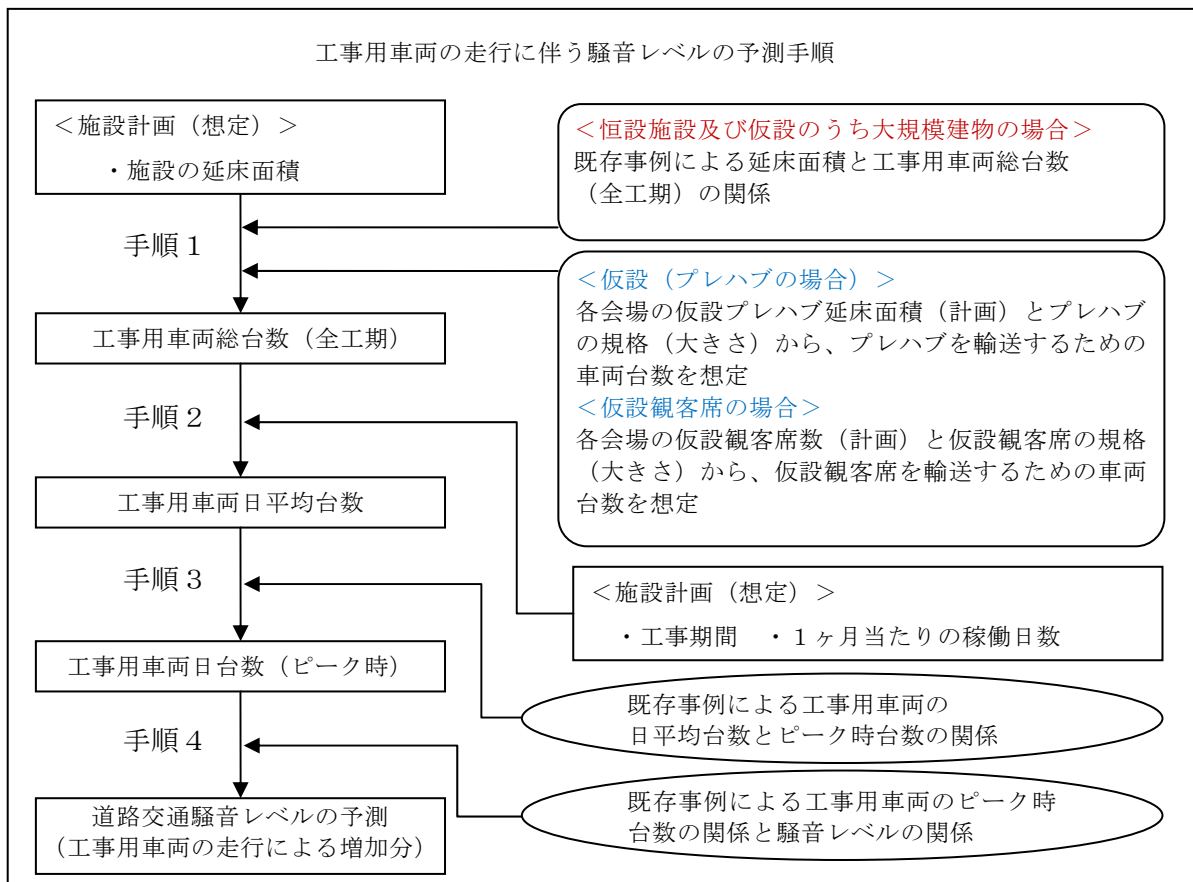 工事用車両の走行に伴う騒音レベルの予測手順
＜施設計画（想定）＞
・施設の延床面積
＜恒設施設及び仮設のうち大規模建物の場合＞
既存事例による延床面積と工事用車両総台数
（全工期）の関係
手順１
＜仮設（プレハブの場合）＞
各会場の仮設プレハブ延床面積（計画）とプレハブ
の規格（大きさ）から、プレハブを輸送するための
車両台数を想定
＜仮設観客席の場合＞
各会場の仮設観客席数（計画）と仮設観客席の規格
（大きさ）から、仮設観客席を輸送するための車両
台数を想定
工事用車両総台数（全工期）
手順２
工事用車両日平均台数
＜施設計画（想定）＞
・工事期間　・１ヶ月当たりの稼働日数
手順３
工事用車両日台数（ピーク時）
既存事例による工事用車両の
日平均台数とピーク時台数の関係
手順４
既存事例による工事用車両のピーク時
台数の関係と騒音レベルの関係
道路交通騒音レベルの予測
（工事用車両の走行による増加分）